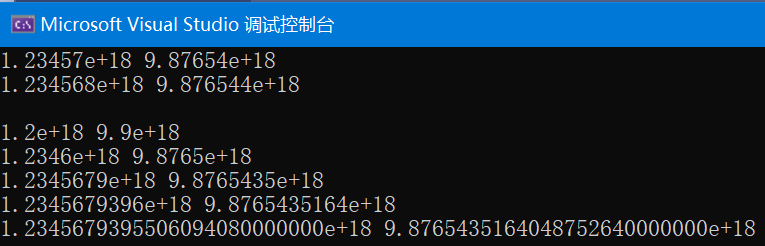 Microsoft Visual Studio 调试控制台
1.23457e+18 9.87654e+18
1.234568e+18 9.876544e+18
1.2e+18 9.9e+18
1.2346e+18 9.8765e+18
1.2345679e+18 9.8765435e+18
1.2345679396e+18 9.8765435164e+18
1.2345679395506094080000000e+18 9.8765435164048752640000000e+18